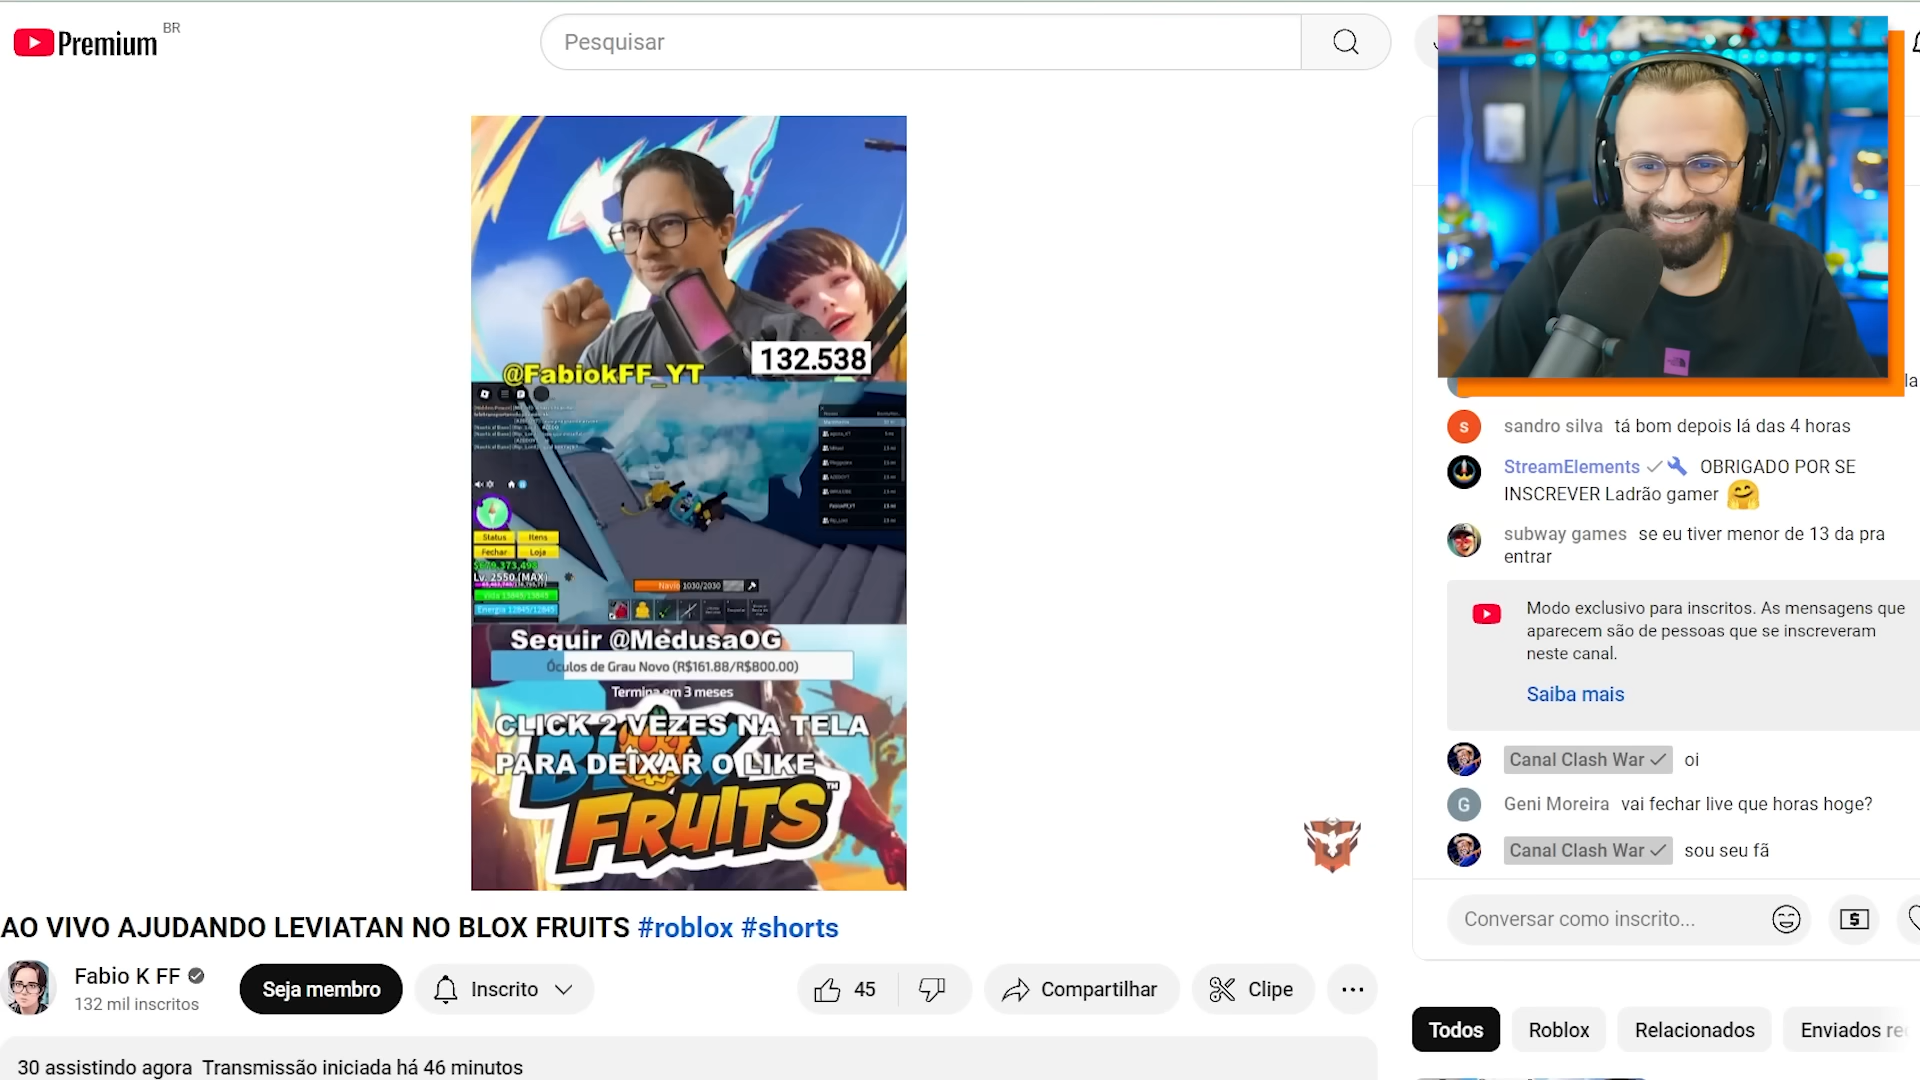 Premium BR
Pesquisar
@FabiokFF_YT
132.538
Status Itens
Fechar Loja
Lv. 2550 (MAX)
Vida 13845/13845
Energia 12845/12845
Navio 1030/2030
Seguir @MedusaOG
Óculos de Grau Novo (R$161.88/R$800.00)
Termina em 3 meses
CLICK 2 VEZES NA TELA
PARA DEIXAR O LIKE
BLOX
FRUITS™
AO VIVO AJUDANDO LEVIATAN NO BLOX FRUITS #roblox #shorts
Fabio K FF
132 mil inscritos
Seja membro
Inscrito
45
Compartilhar
Clipe
30 assistindo agora Transmissão iniciada há 46 minutos
la
S sandro silva tá bom depois lá das 4 horas
StreamElements OBRIGADO POR SE
INSCREVER Ladrão gamer
subway games se eu tiver menor de 13 da pra
entrar
Modo exclusivo para inscritos. As mensagens que
aparecem são de pessoas que se inscreveram
neste canal.
Saiba mais
Canal Clash War oi
G Geni Moreira vai fechar live que horas hoge?
Canal Clash War sou seu fã
Conversar como inscrito...
Todos Roblox Relacionados Enviados re